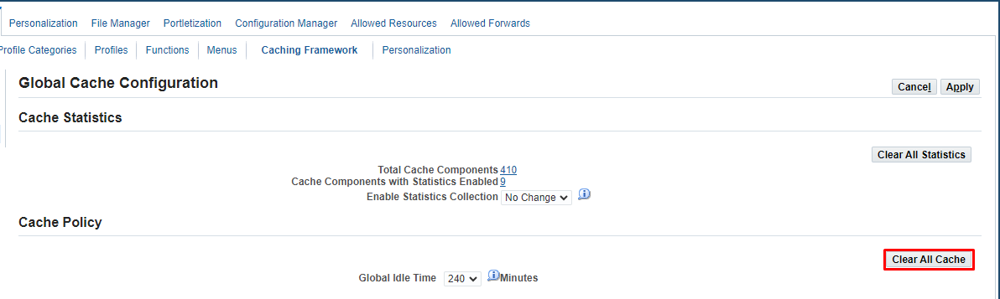 Personalization File Manager Portletization Configuration Manager Allowed Resources Allowed Forwards
Profile Categories Profiles Functions Menus Caching Framework Personalization
Global Cache Configuration
Cancel Apply
Cache Statistics
Clear All Statistics
Total Cache Components 410
Cache Components with Statistics Enabled 9
Enable Statistics Collection No Change
Cache Policy
Clear All Cache
Global Idle Time 240 Minutes